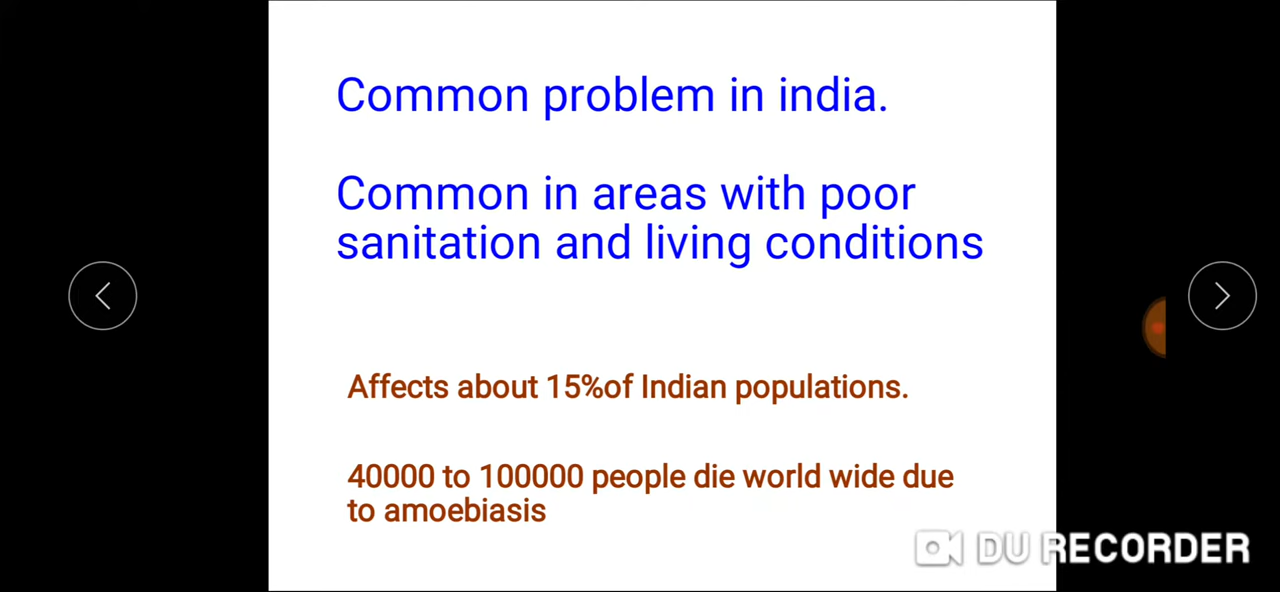 Common problem in india.
Common in areas with poor
sanitation and living conditions
Affects about 15%of Indian populations.
40000 to 100000 people die world wide due
to amoebiasis
DU RECORDER